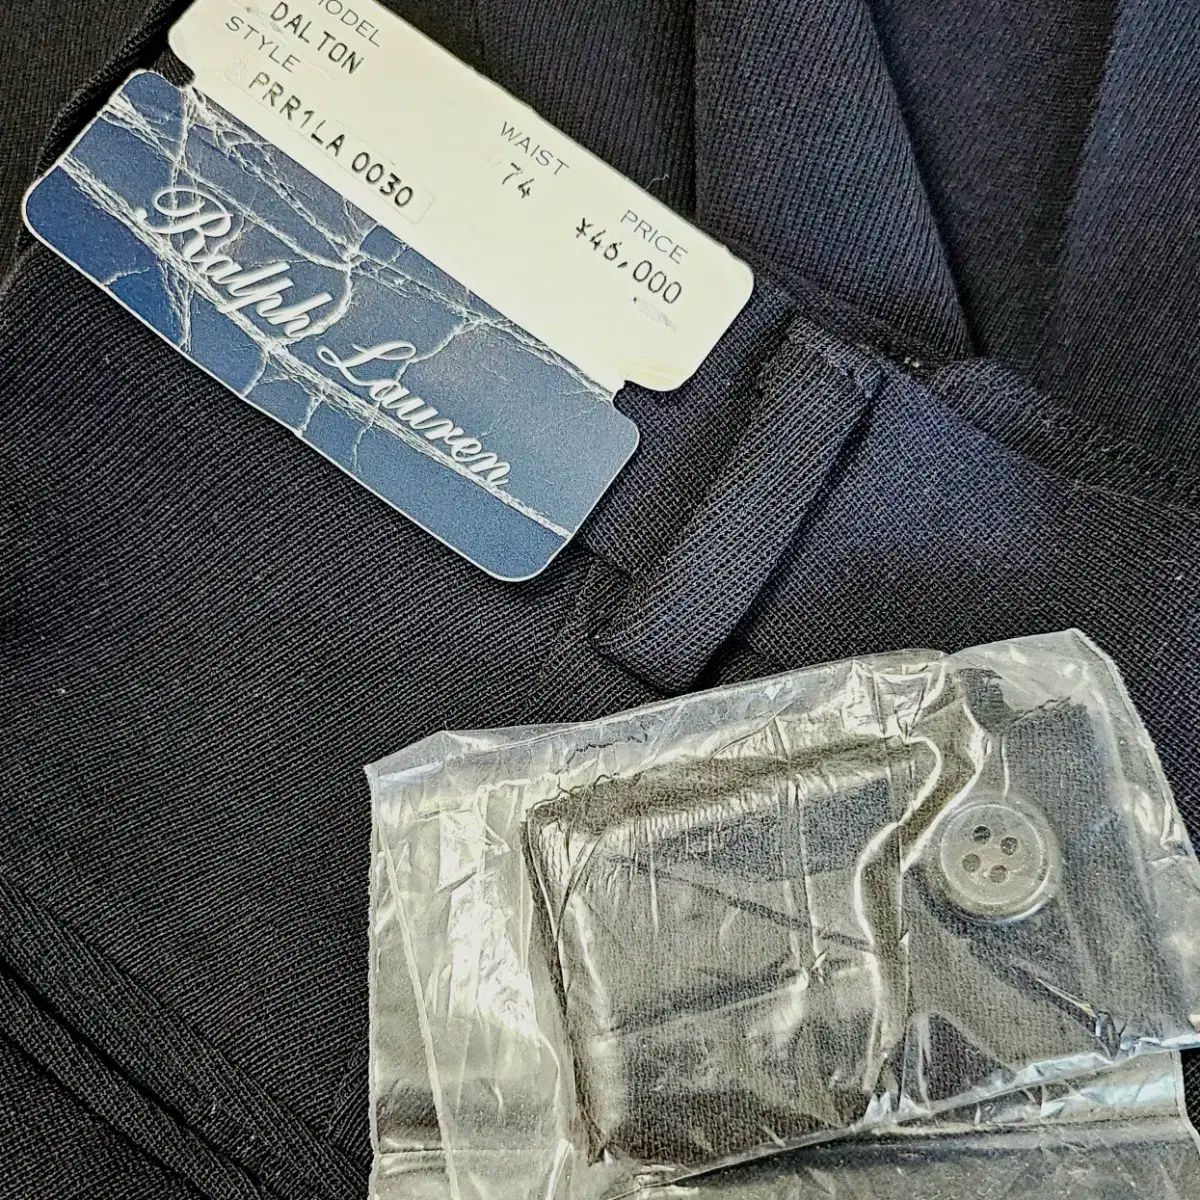 MODEL
DALTON
STYLE
PRR1LA 0030
WAIST
74
PRICE
¥46,000
Ralph Lauren